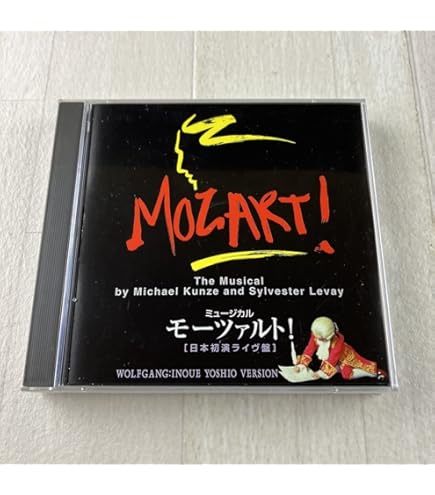 MOZART!
The Musical
by Michael Kunze and Sylvester Levay
ミュージカル
モーツァルト!
[日本初演ライヴ盤]
WOLFGANG:INOUE YOSHIO VERSION